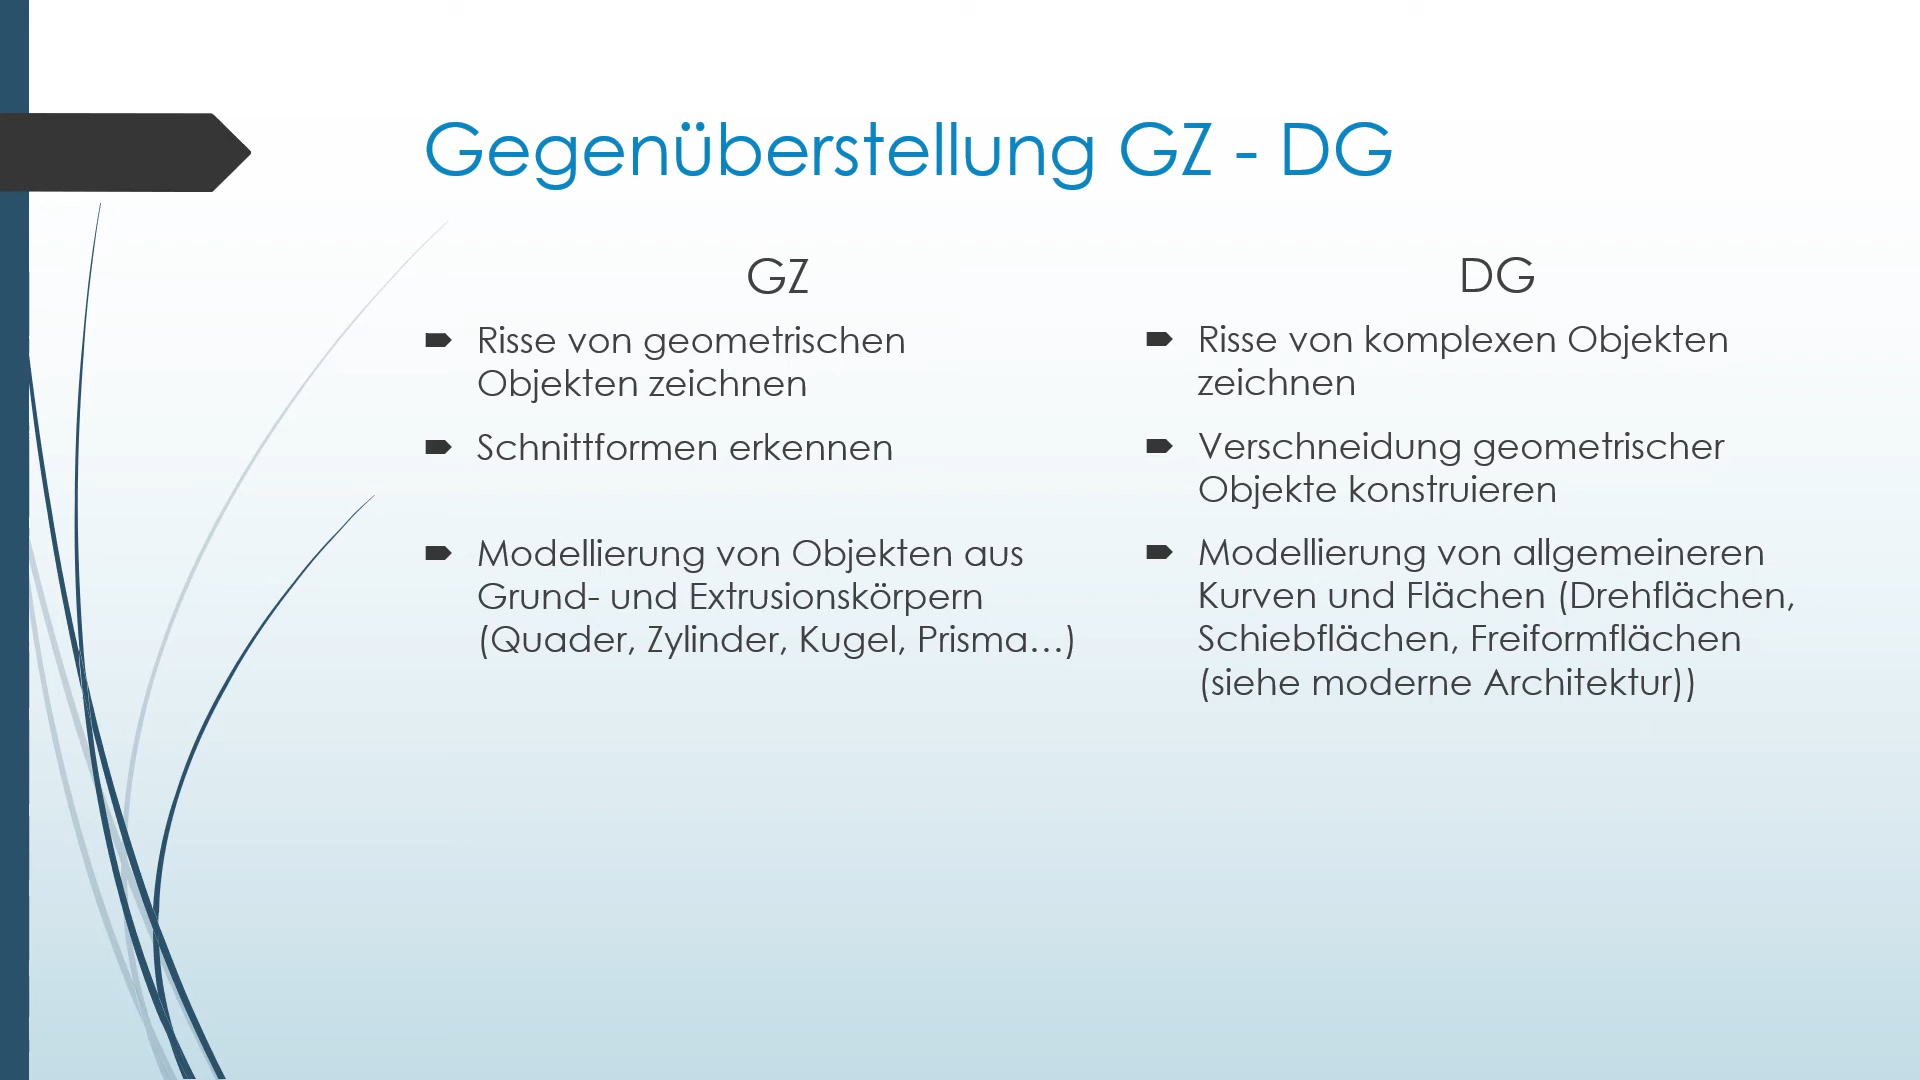 Gegenüberstellung GZ - DG
GZ
Risse von geometrischen
Objekten zeichnen
Schnittformen erkennen
Modellierung von Objekten aus
Grund- und Extrusionskörpern
(Quader, Zylinder, Kugel, Prisma…)
DG
Risse von komplexen Objekten
zeichnen
Verschneidung geometrischer
Objekte konstruieren
Modellierung von allgemeineren
Kurven und Flächen (Drehflächen,
Schiebflächen, Freiformflächen
(siehe moderne Architektur))